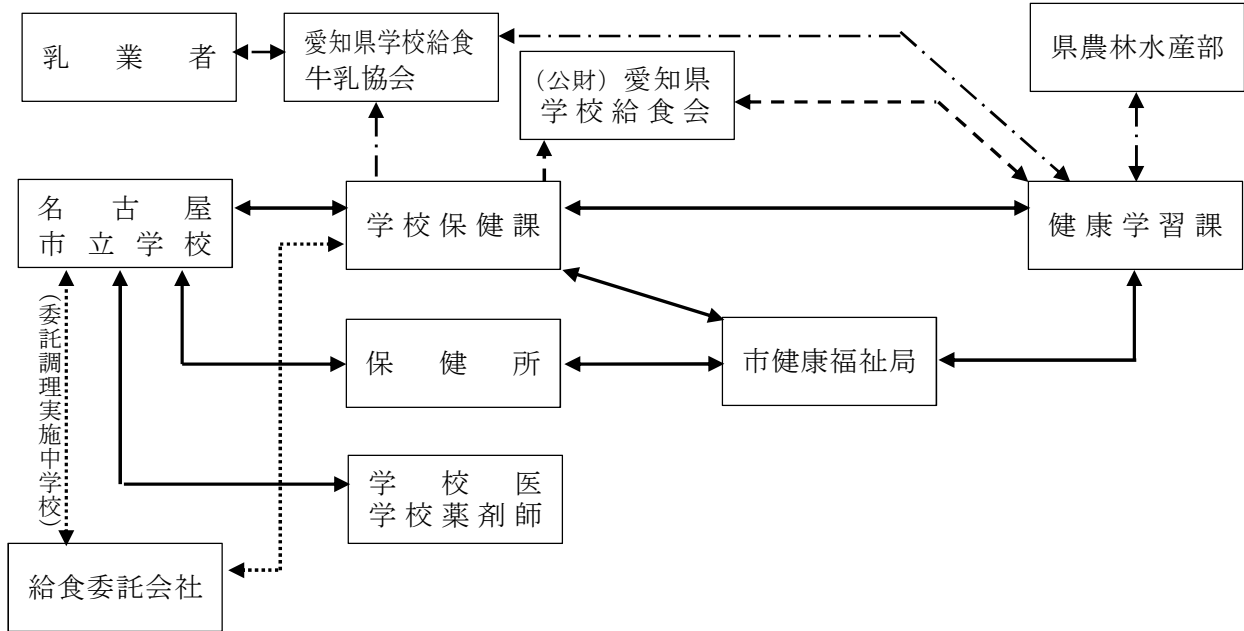 乳業者
愛知県学校給食
牛乳協会
(公財)愛知県
学校給食会
県農林水産部
名古屋
市立学校
学校保健課
健康学習課
(委託調理実施中学校)
保健所
市健康福祉局
学校医
学校薬剤師
給食委託会社